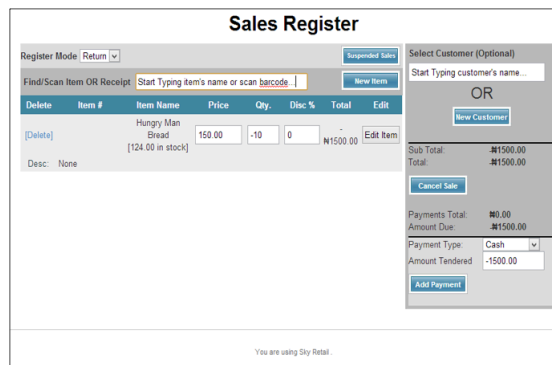 Sales Register
Register Mode Return
Suspended Sales
Find/Scan Item OR Receipt Start Typing item's name or scan barcode...
New Item
Delete Item # Item Name Price Qty. Disc % Total Edit
[Delete] Hungry Man Bread [124.00 in stock] 150.00 -10 0 -₦1500.00 Edit Item
Desc: None
Select Customer (Optional)
Start Typing customer's name...
OR
New Customer
Sub Total: -₦1500.00
Total: -₦1500.00
Cancel Sale
Payments Total: ₦0.00
Amount Due: -₦1500.00
Payment Type: Cash
Amount Tendered -1500.00
Add Payment
You are using Sky Retail .